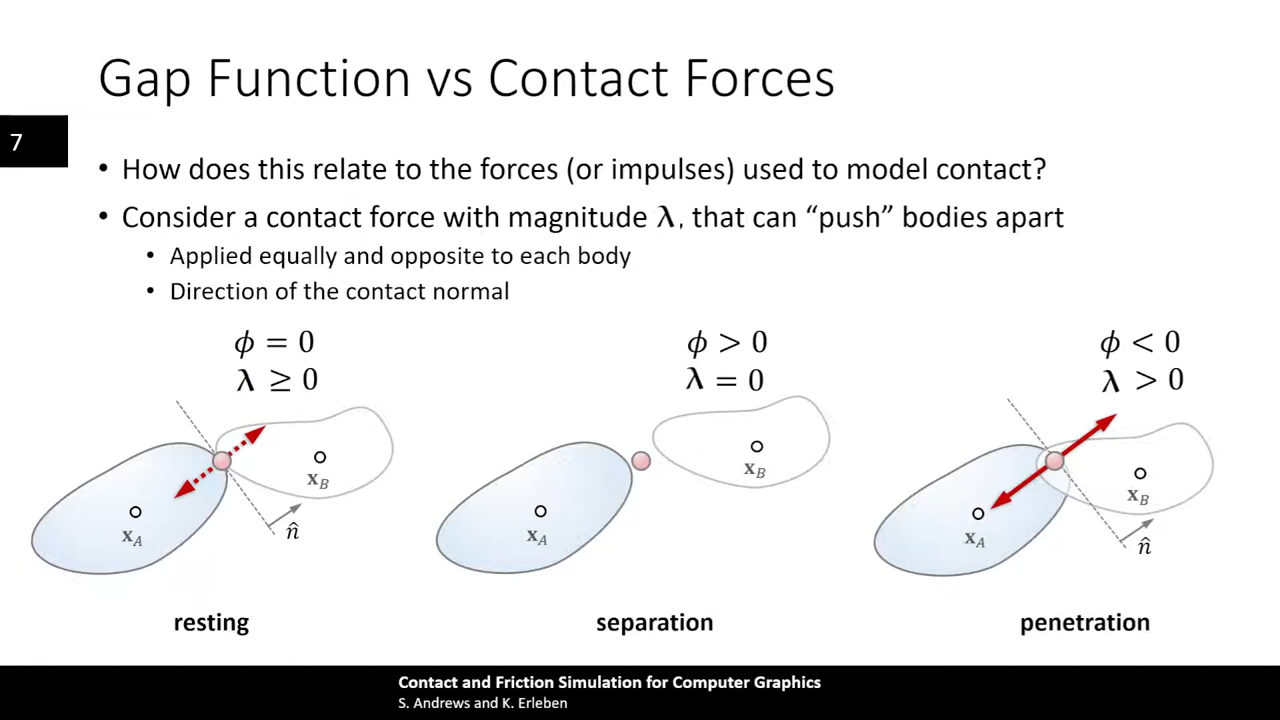 Gap Function vs Contact Forces
7
• How does this relate to the forces (or impulses) used to model contact?
• Consider a contact force with magnitude λ, that can “push” bodies apart
• Applied equally and opposite to each body
• Direction of the contact normal
ϕ = 0
λ ≥ 0
x_A
x_B
n̂
resting
ϕ > 0
λ = 0
x_A
x_B
separation
ϕ < 0
λ > 0
x_A
x_B
n̂
penetration
Contact and Friction Simulation for Computer Graphics
S. Andrews and K. Erleben